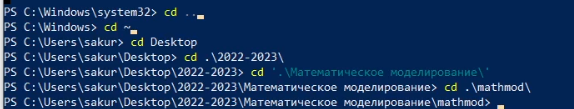 PS C:\Windows\system32> cd ..
PS C:\Windows> cd ~
PS C:\Users\sakur> cd Desktop
PS C:\Users\sakur\Desktop> cd .\2022-2023\
PS C:\Users\sakur\Desktop\2022-2023> cd '.\Математическое моделирование\'
PS C:\Users\sakur\Desktop\2022-2023\Математическое моделирование> cd .\mathmod\
PS C:\Users\sakur\Desktop\2022-2023\Математическое моделирование\mathmod>